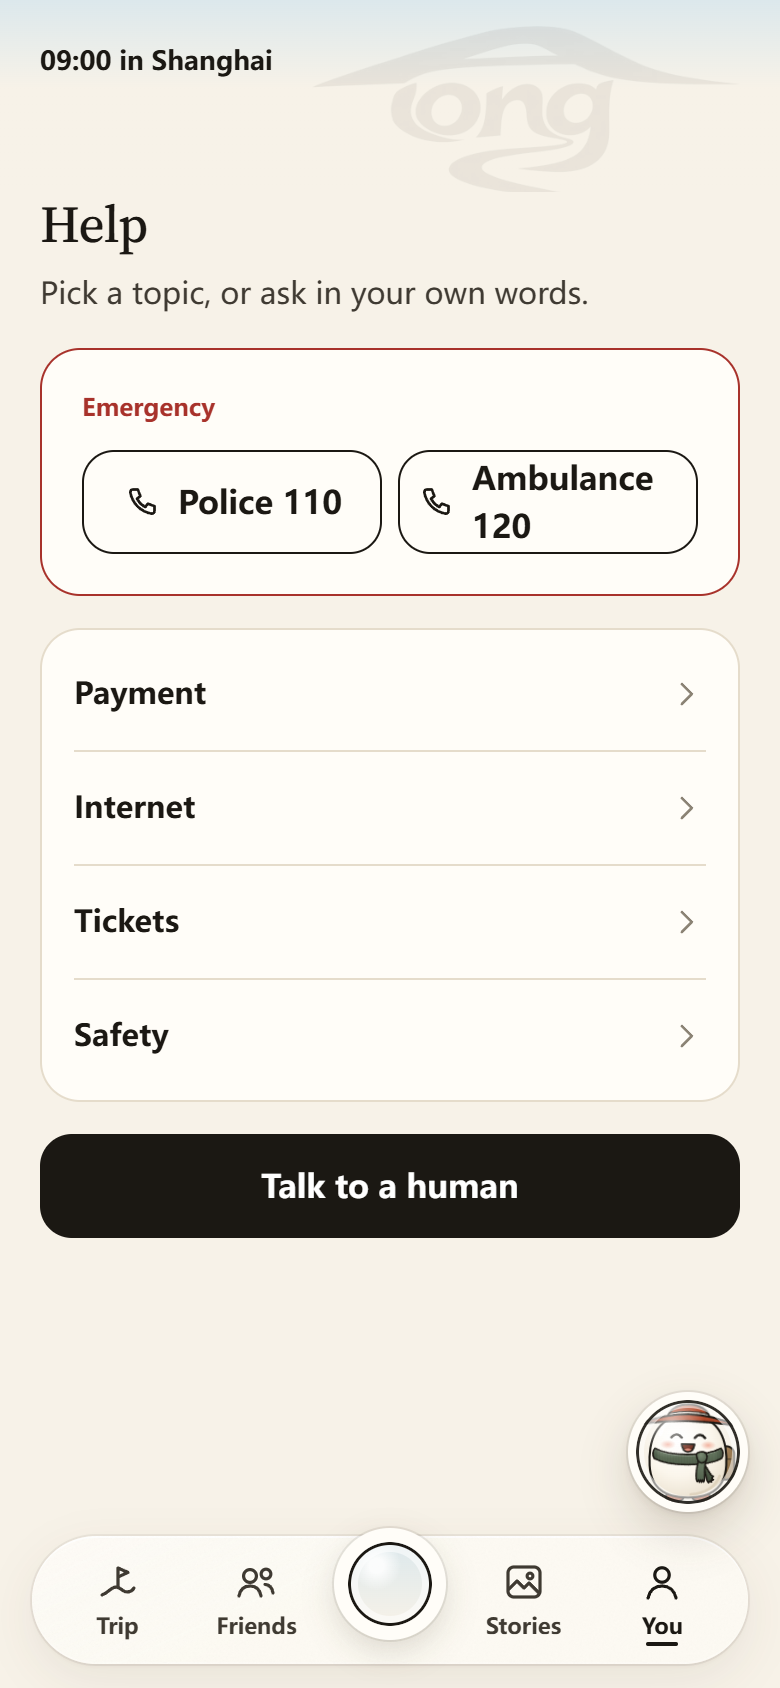 09:00 in Shanghai
long
Help
Pick a topic, or ask in your own words.
Emergency
Police 110
Ambulance
120
Payment
Internet
Tickets
Safety
Talk to a human
Trip
Friends
Stories
You